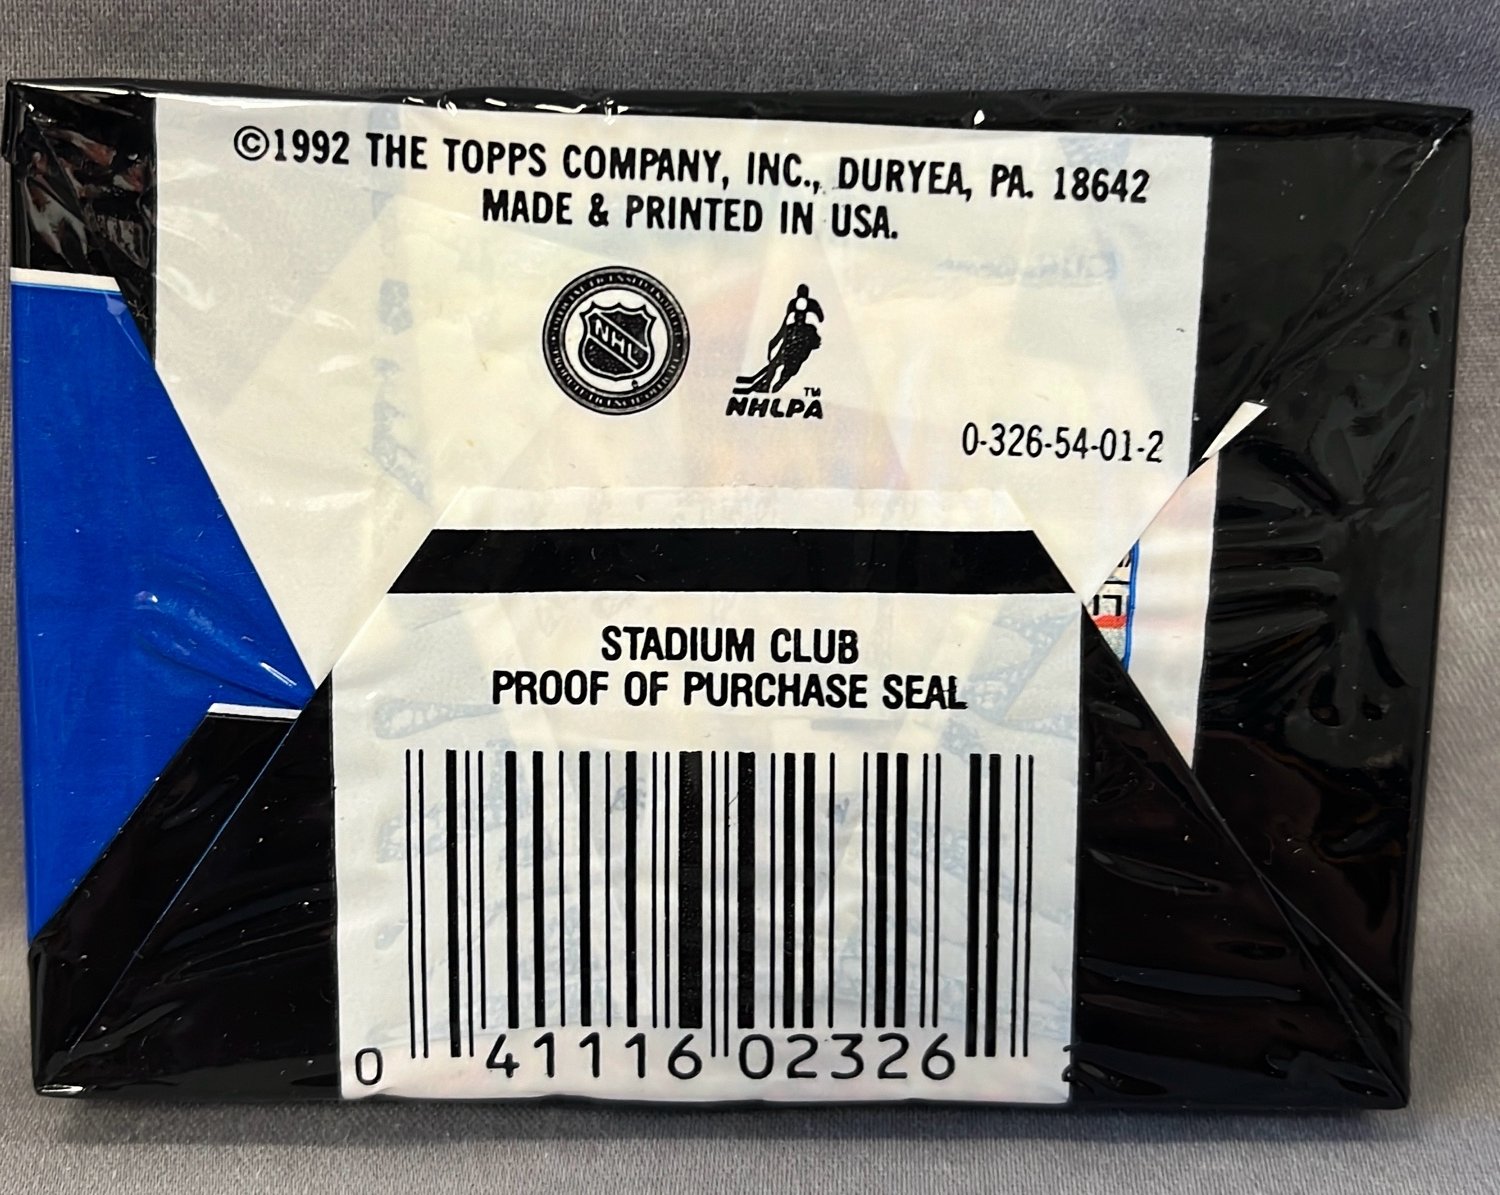 ©1992 THE TOPPS COMPANY, INC., DURYEA, PA. 18642
MADE & PRINTED IN USA.
NHL
TM
NHLPA
0-326-54-01-2
STADIUM CLUB
PROOF OF PURCHASE SEAL
0 41116 02326